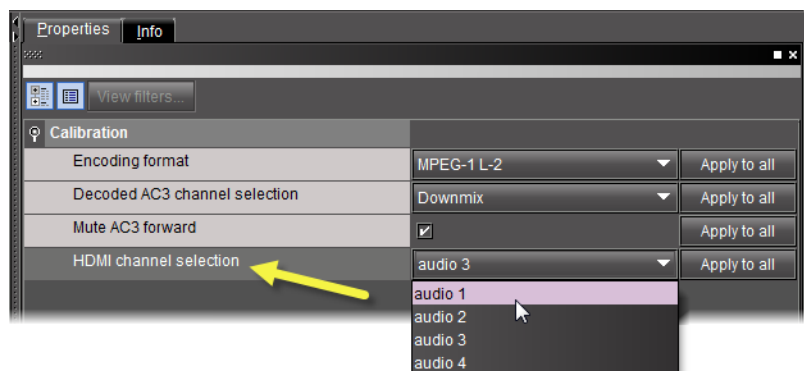 Properties Info
View filters...
Calibration
Encoding format MPEG-1 L-2 Apply to all
Decoded AC3 channel selection Downmix Apply to all
Mute AC3 forward Apply to all
HDMI channel selection audio 3 Apply to all
audio 1
audio 2
audio 3
audio 4